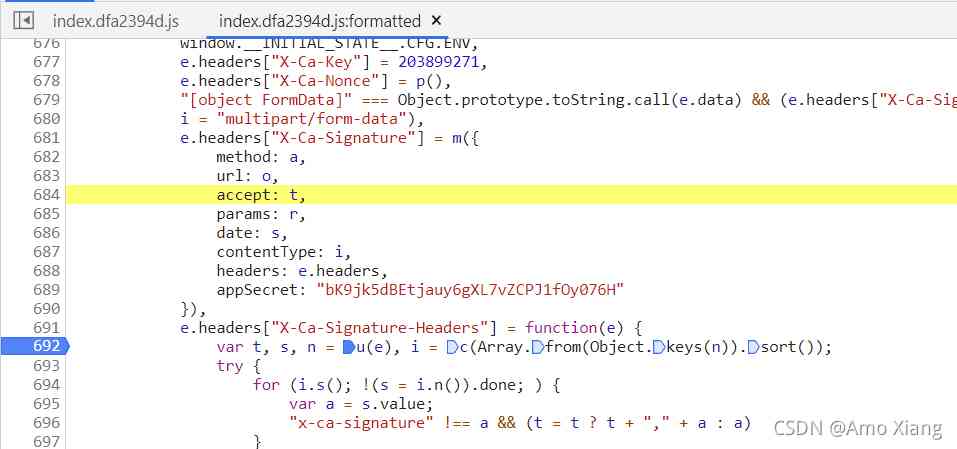 index.dfa2394d.js index.dfa2394d.js:formatted ×
676 window.__INITIAL_STATE__.CFG.ENV,
677 e.headers["X-Ca-Key"] = 203899271,
678 e.headers["X-Ca-Nonce"] = p(),
679 "[object FormData]" === Object.prototype.toString.call(e.data) && (e.headers["X-Ca-Sig
680 i = "multipart/form-data"),
681 e.headers["X-Ca-Signature"] = m({
682 method: a,
683 url: o,
684 accept: t,
685 params: r,
686 date: s,
687 contentType: i,
688 headers: e.headers,
689 appSecret: "bK9jk5dBEtjauy6gXL7vZCPJ1fOy076H"
690 }),
691 e.headers["X-Ca-Signature-Headers"] = function(e) {
692 var t, s, n = u(e), i = c(Array.from(Object.keys(n)).sort());
693 try {
694 for (i.s(); !(s = i.n()).done; ) {
695 var a = s.value;
696 "x-ca-signature" !== a && (t = t ? t + "," + a : a)
697 }
CSDN @Amo Xiang